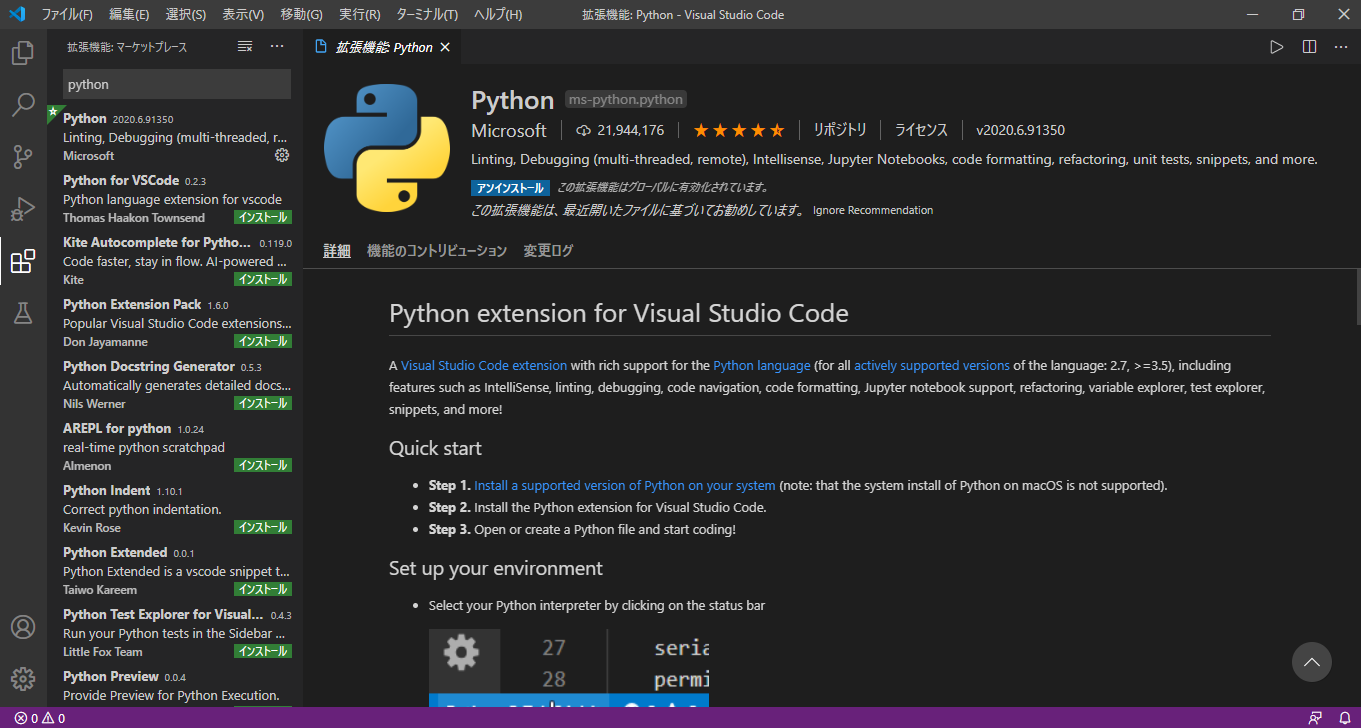 ファイル(F) 編集(E) 選択(S) 表示(V) 移動(G) 実行(R) ターミナル(T) ヘルプ(H) 拡張機能: Python - Visual Studio Code
拡張機能: マーケットプレース
python
Python 2020.6.91350
Linting, Debugging (multi-threaded, r...
Microsoft
Python for VSCode 0.2.3
Python language extension for vscode
Thomas Haakon Townsend インストール
Kite Autocomplete for Pytho... 0.119.0
Code faster, stay in flow. AI-powered ...
Kite インストール
Python Extension Pack 1.6.0
Popular Visual Studio Code extensions...
Don Jayamanne インストール
Python Docstring Generator 0.5.3
Automatically generates detailed docs...
Nils Werner インストール
AREPL for python 1.0.24
real-time python scratchpad
Almenon インストール
Python Indent 1.10.1
Correct python indentation.
Kevin Rose インストール
Python Extended 0.0.1
Python Extended is a vscode snippet t...
Taiwo Kareem インストール
Python Test Explorer for Visual... 0.4.3
Run your Python tests in the Sidebar ...
Little Fox Team インストール
Python Preview 0.0.4
Provide Preview for Python Execution.
拡張機能: Python
Python ms-python.python
Microsoft 21,944,176 リポジトリ ライセンス v2020.6.91350
Linting, Debugging (multi-threaded, remote), Intellisense, Jupyter Notebooks, code formatting, refactoring, unit tests, snippets, and more.
アンインストール この拡張機能はグローバルに有効化されています。
この拡張機能は、最近開いたファイルに基づいてお勧めしています。 Ignore Recommendation
詳細 機能のコントリビューション 変更ログ
Python extension for Visual Studio Code
A Visual Studio Code extension with rich support for the Python language (for all actively supported versions of the language: 2.7, >=3.5), including
features such as IntelliSense, linting, debugging, code navigation, code formatting, Jupyter notebook support, refactoring, variable explorer, test explorer,
snippets, and more!
Quick start
• Step 1. Install a supported version of Python on your system (note: that the system install of Python on macOS is not supported).
• Step 2. Install the Python extension for Visual Studio Code.
• Step 3. Open or create a Python file and start coding!
Set up your environment
• Select your Python interpreter by clicking on the status bar
27 seria
28 permi
0 0